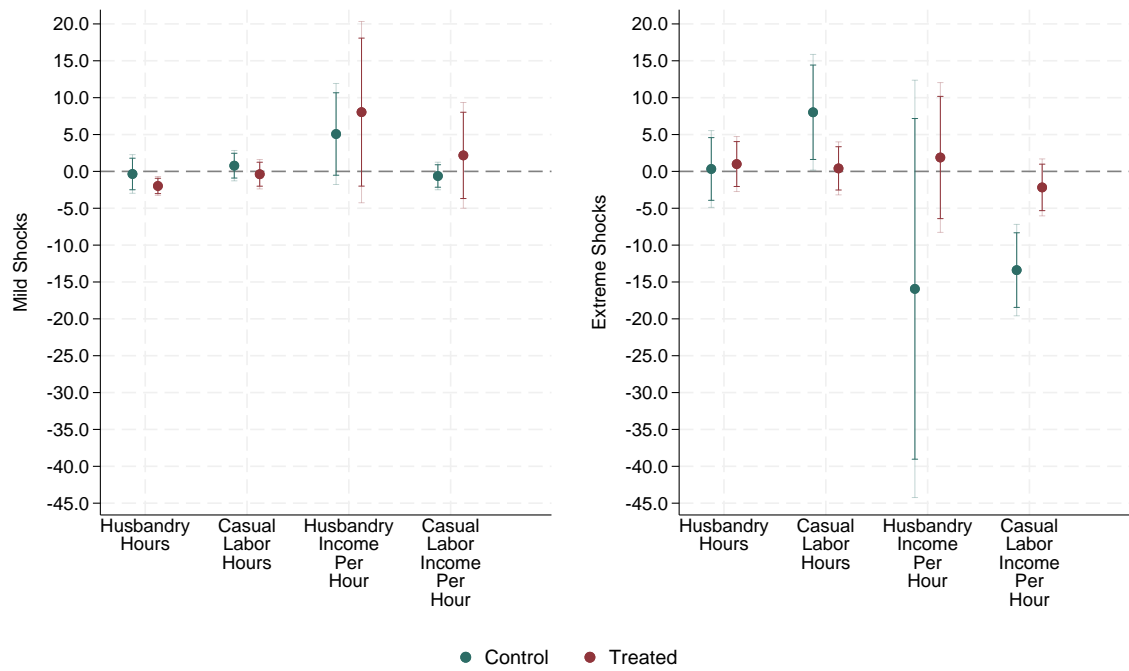 Mild Shocks
20.0
15.0
10.0
5.0
0.0
-5.0
-10.0
-15.0
-20.0
-25.0
-30.0
-35.0
-40.0
-45.0
Husbandry
Hours
Casual
Labor
Hours
Husbandry
Income
Per
Hour
Casual
Labor
Income
Per
Hour
Extreme Shocks
20.0
15.0
10.0
5.0
0.0
-5.0
-10.0
-15.0
-20.0
-25.0
-30.0
-35.0
-40.0
-45.0
Husbandry
Hours
Casual
Labor
Hours
Husbandry
Income
Per
Hour
Casual
Labor
Income
Per
Hour
Control Treated